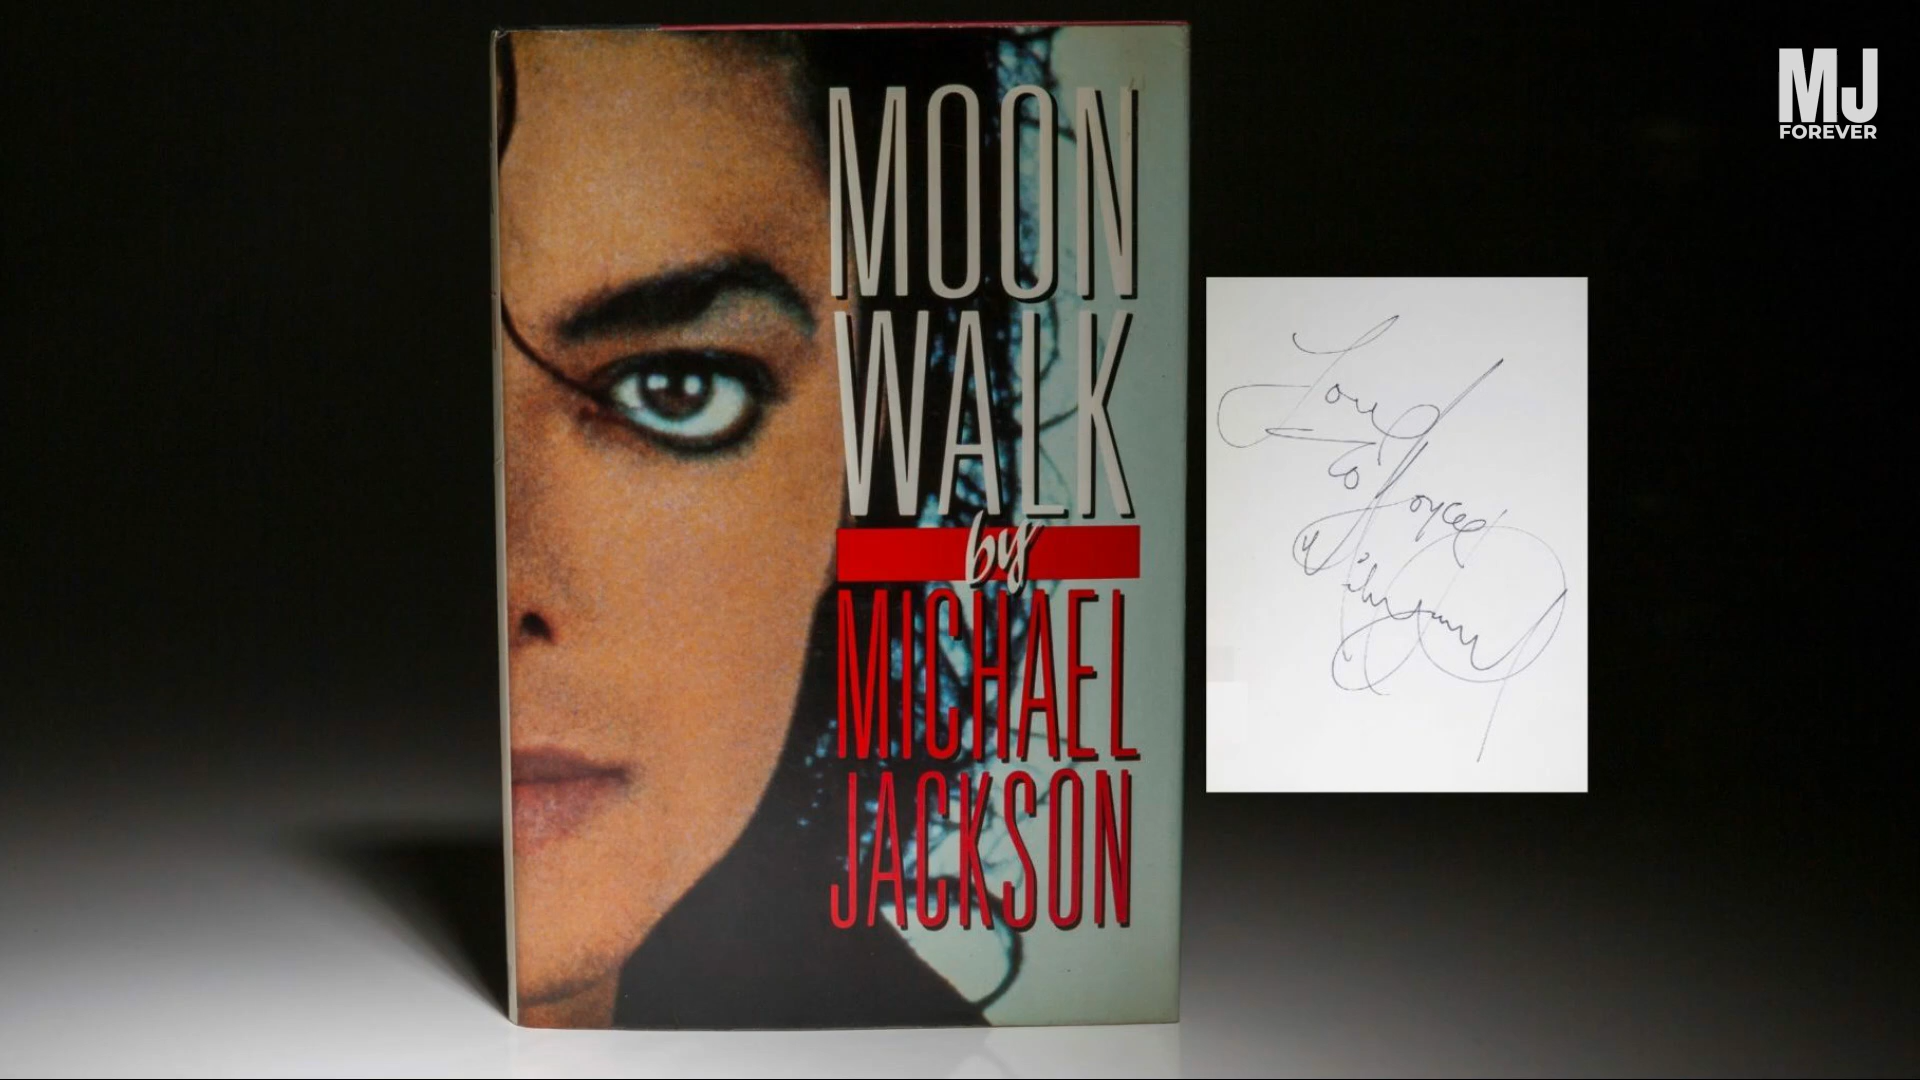 MOON
WALK
by
MICHAEL
JACKSON
MJ
FOREVER
Love
to Joyce